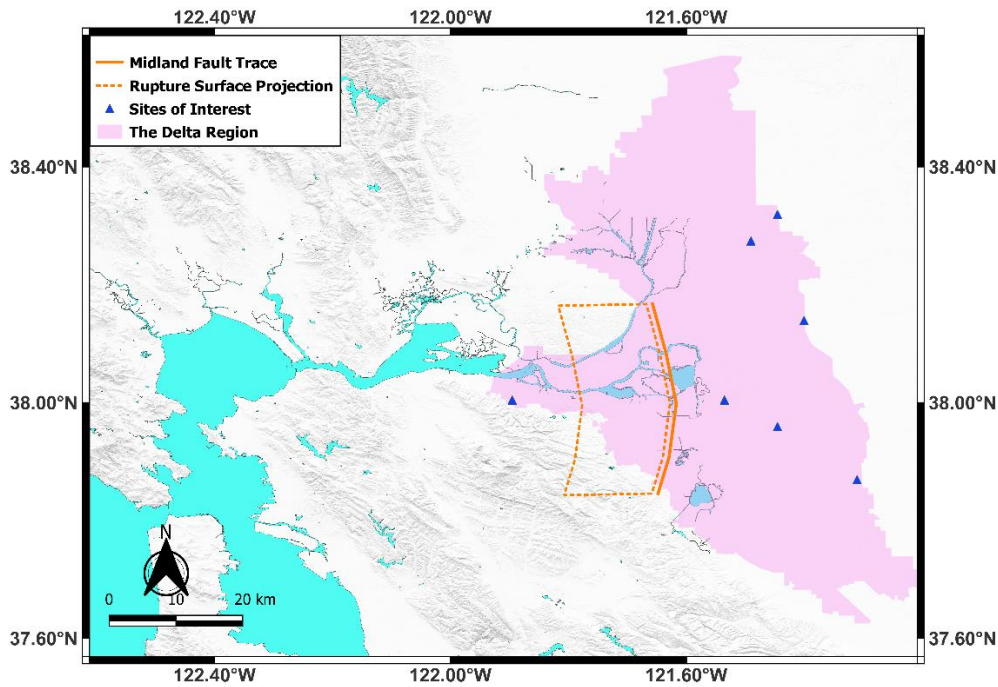 122.40°W 122.00°W 121.60°W
Midland Fault Trace
Rupture Surface Projection
Sites of Interest
The Delta Region
38.40°N 38.40°N
38.00°N 38.00°N
N
0 10 20 km
37.60°N 37.60°N
122.40°W 122.00°W 121.60°W